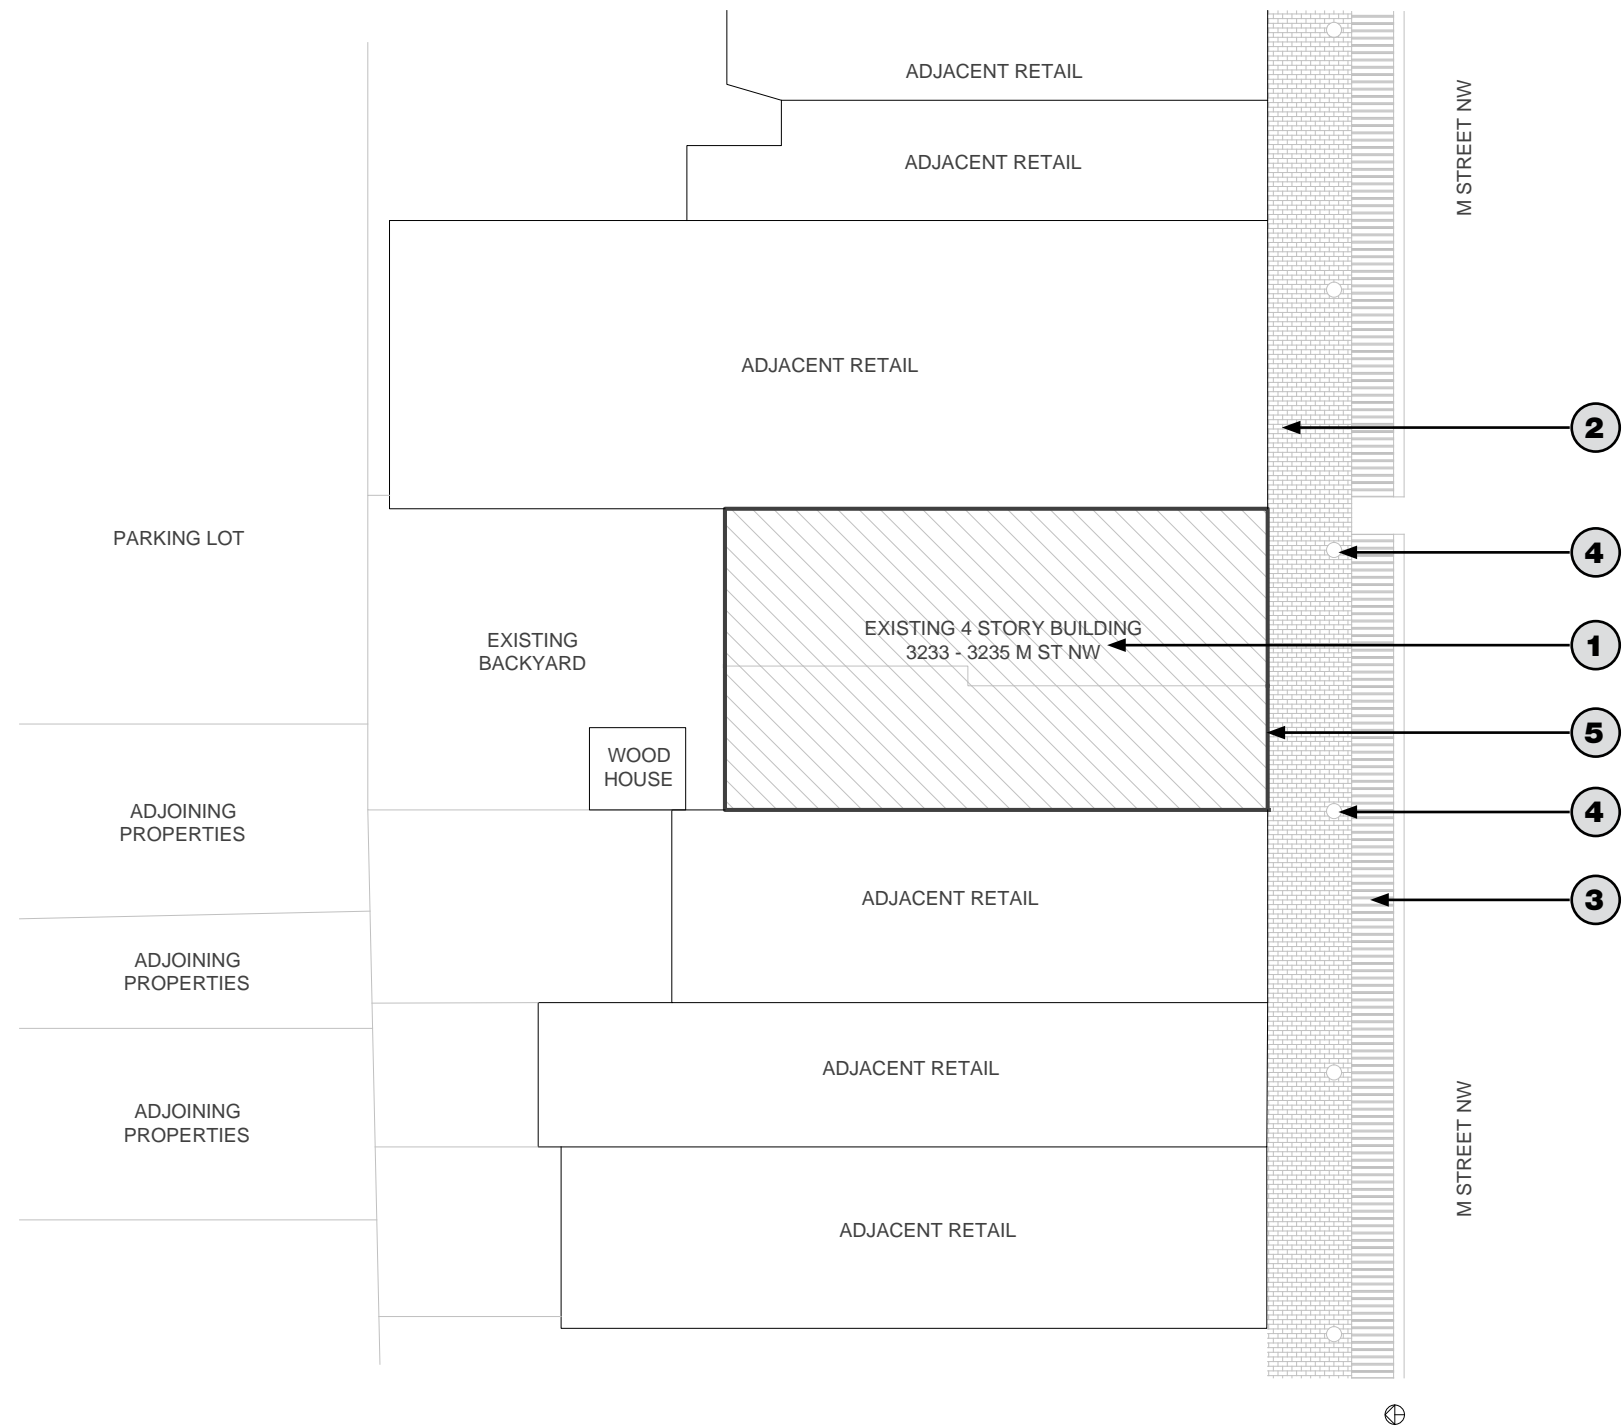 ADJACENT RETAIL
M STREET NW
ADJACENT RETAIL
ADJACENT RETAIL
2
PARKING LOT
4
EXISTING 4 STORY BUILDING
3233 - 3235 M ST NW
1
EXISTING
BACKYARD
5
WOOD
HOUSE
4
ADJOINING
PROPERTIES
ADJACENT RETAIL
3
ADJOINING
PROPERTIES
ADJACENT RETAIL
ADJOINING
PROPERTIES
M STREET NW
ADJACENT RETAIL